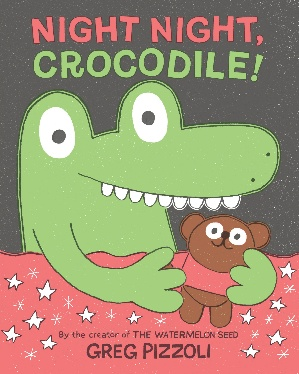 NIGHT NIGHT,
CROCODILE!
By the creator of THE WATERMELON SEED
GREG PIZZOLI